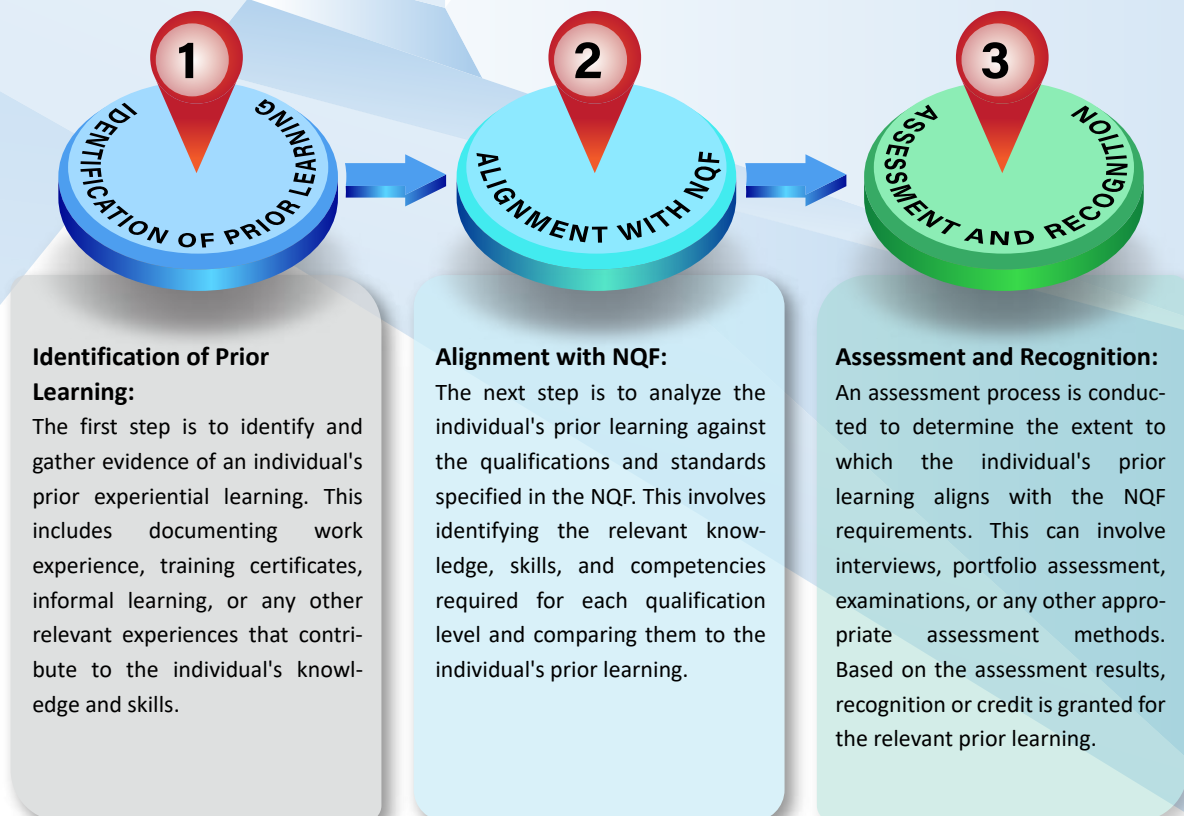 1
IDENTIFICATION OF PRIOR LEARNING
2
ALIGNMENT WITH NQF
3
ASSESSMENT AND RECOGNITION
Identification of Prior
Learning:
The first step is to identify and
gather evidence of an individual's
prior experiential learning. This
includes documenting work
experience, training certificates,
informal learning, or any other
relevant experiences that contri-
bute to the individual's knowl-
edge and skills.
Alignment with NQF:
The next step is to analyze the
individual's prior learning against
the qualifications and standards
specified in the NQF. This involves
identifying the relevant know-
ledge, skills, and competencies
required for each qualification
level and comparing them to the
individual's prior learning.
Assessment and Recognition:
An assessment process is conduc-
ted to determine the extent to
which the individual's prior
learning aligns with the NQF
requirements. This can involve
interviews, portfolio assessment,
examinations, or any other appro-
priate assessment methods.
Based on the assessment results,
recognition or credit is granted for
the relevant prior learning.